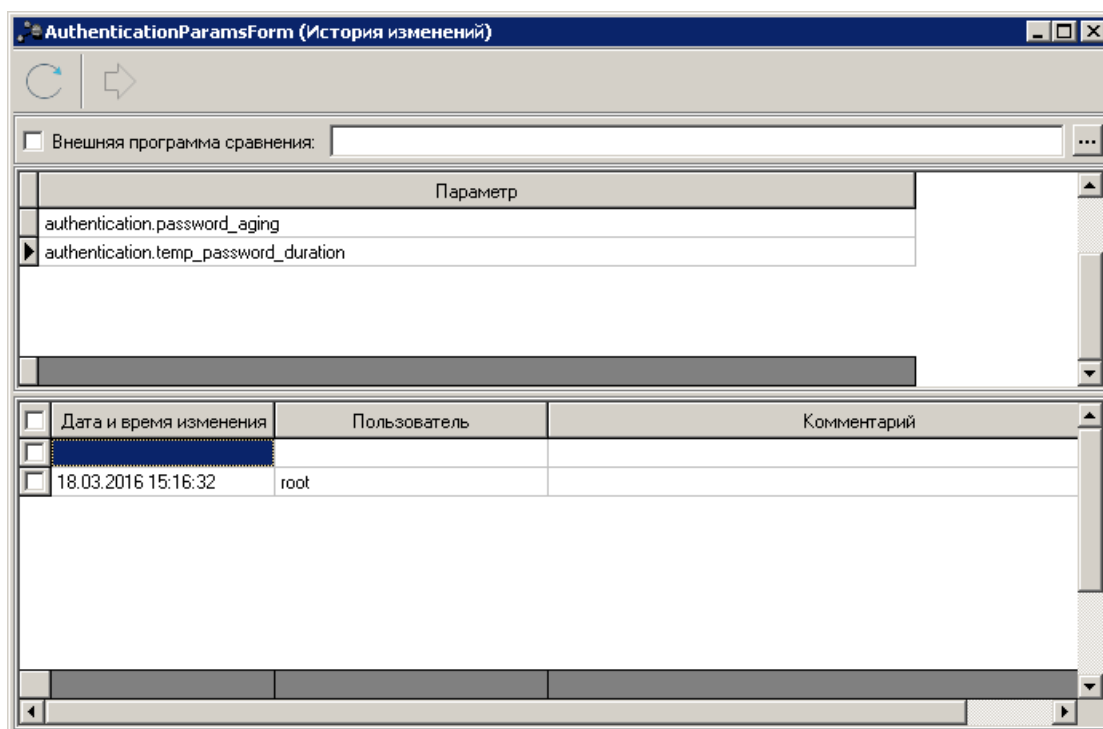 AuthenticationParamsForm (История изменений)
Внешняя программа сравнения: ...
Параметр
authentication.password_aging
authentication.temp_password_duration
Дата и время изменения Пользователь Комментарий
18.03.2016 15:16:32 root